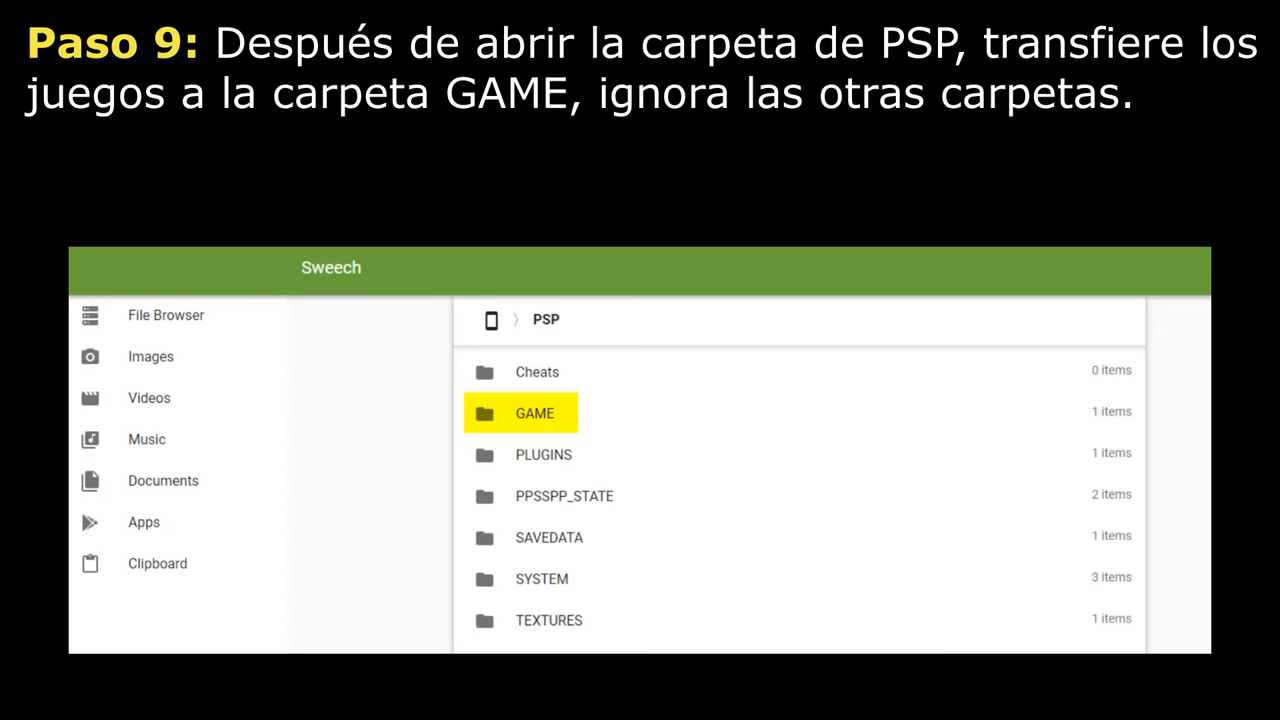 Paso 9: Después de abrir la carpeta de PSP, transfiere los
juegos a la carpeta GAME, ignora las otras carpetas.
Sweech
File Browser
Images
Videos
Music
Documents
Apps
Clipboard
PSP
Cheats 0 items
GAME 1 items
PLUGINS 1 items
PPSSPP_STATE 2 items
SAVEDATA 1 items
SYSTEM 3 items
TEXTURES 1 items